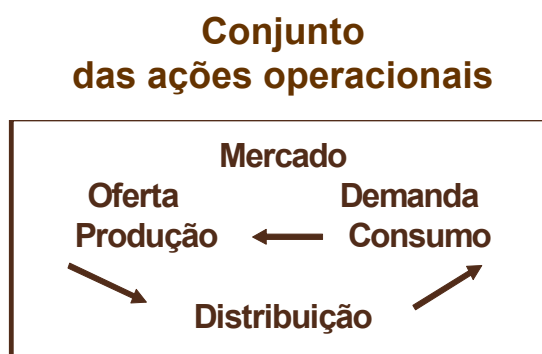 Conjunto
das ações operacionais
Mercado
Oferta Demanda
Produção Consumo
Distribuição